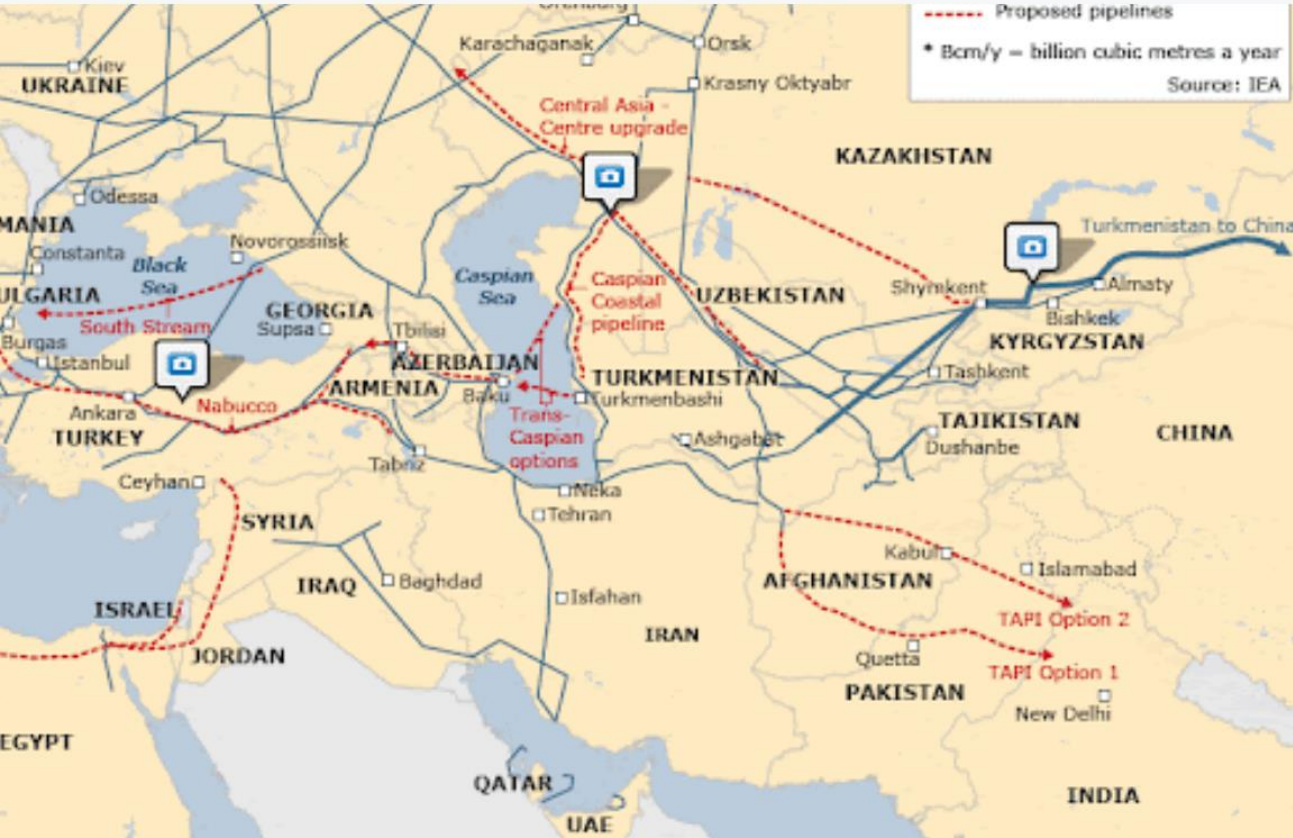 Orenburg
Proposed pipelines
Karachaganak
Orsk
* Bcm/y = billion cubic metres a year
Kiev
Krasny Oktyabr
Source: IEA
UKRAINE
Central Asia -
Centre upgrade
KAZAKHSTAN
Odessa
MANIA
Turkmenistan to China
Constanta
Novorossiisk
Black
Sea
Caspian
Sea
Caspian
Coastal
pipeline
ULGARIA
UZBEKISTAN
Shymkent
Almaty
GEORGIA
Bishkek
South Stream
Supsa
Tbilisi
KYRGYZSTAN
Burgas
Istanbul
AZERBAIJAN
TURKMENISTAN
Tashkent
ARMENIA
Baku
Turkmenbashi
Ankara
Nabucco
Trans-
Caspian
options
TAJIKISTAN
TURKEY
Ashgabat
Dushanbe
CHINA
Tabriz
Ceyhan
Neka
Tehran
SYRIA
Kabul
Islamabad
IRAQ
Baghdad
AFGHANISTAN
Isfahan
ISRAEL
TAPI Option 2
IRAN
JORDAN
Quetta
TAPI Option 1
PAKISTAN
New Delhi
EGYPT
QATAR
INDIA
UAE